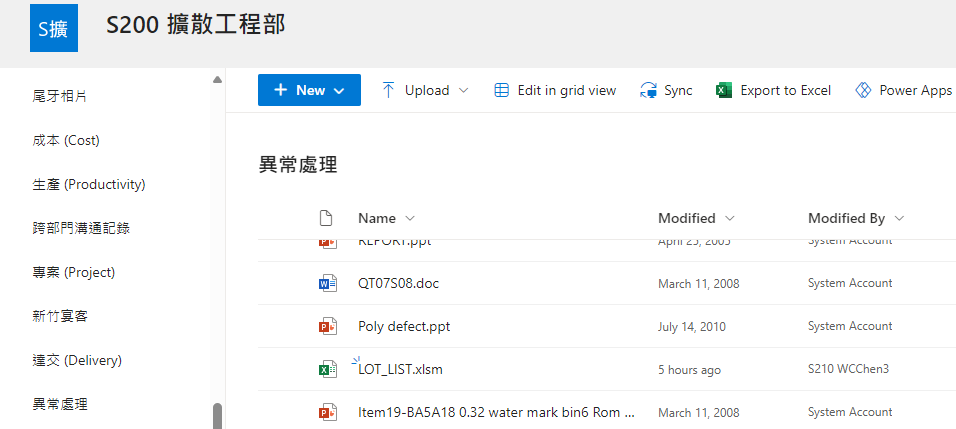 S擴
S200 擴散工程部
尾牙相片
成本 (Cost)
生產 (Productivity)
跨部門溝通記錄
專案 (Project)
新竹宴客
達交 (Delivery)
異常處理
New
Upload
Edit in grid view
Sync
Export to Excel
Power Apps
異常處理
Name
Modified
Modified By
REPORT.ppt
April 25, 2005
System Account
QT07S08.doc
March 11, 2008
System Account
Poly defect.ppt
July 14, 2010
System Account
LOT_LIST.xlsm
5 hours ago
S210 WCChen3
Item19-BA5A18 0.32 water mark bin6 Rom ...
March 11, 2008
System Account